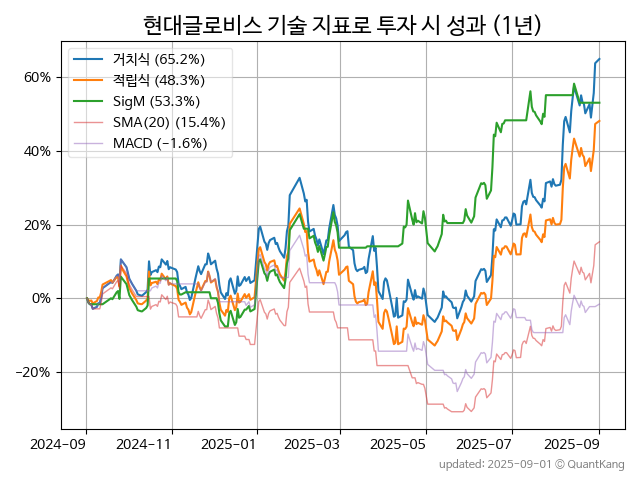 현대글로비스 기술 지표로 투자 시 성과 (1년)
거치식 (65.2%)
적립식 (48.3%)
SigM (53.3%)
SMA(20) (15.4%)
MACD (−1.6%)
60%
40%
20%
0%
−20%
2024-09 2024-11 2025-01 2025-03 2025-05 2025-07 2025-09
updated: 2025-09-01 © QuantKang